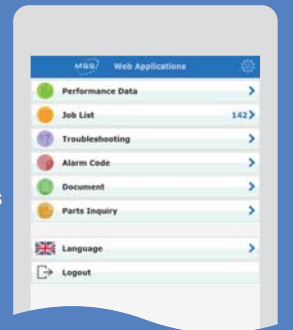 MSS Web Applications
Performance Data
Job List 142
Troubleshooting
Alarm Code
Document
Parts Inquiry
Language
Logout
s